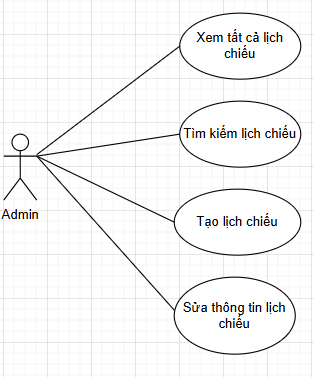 Xem tất cả lịch
chiếu
Tìm kiếm lịch chiếu
Admin
Tạo lịch chiếu
Sửa thông tin lịch
chiếu